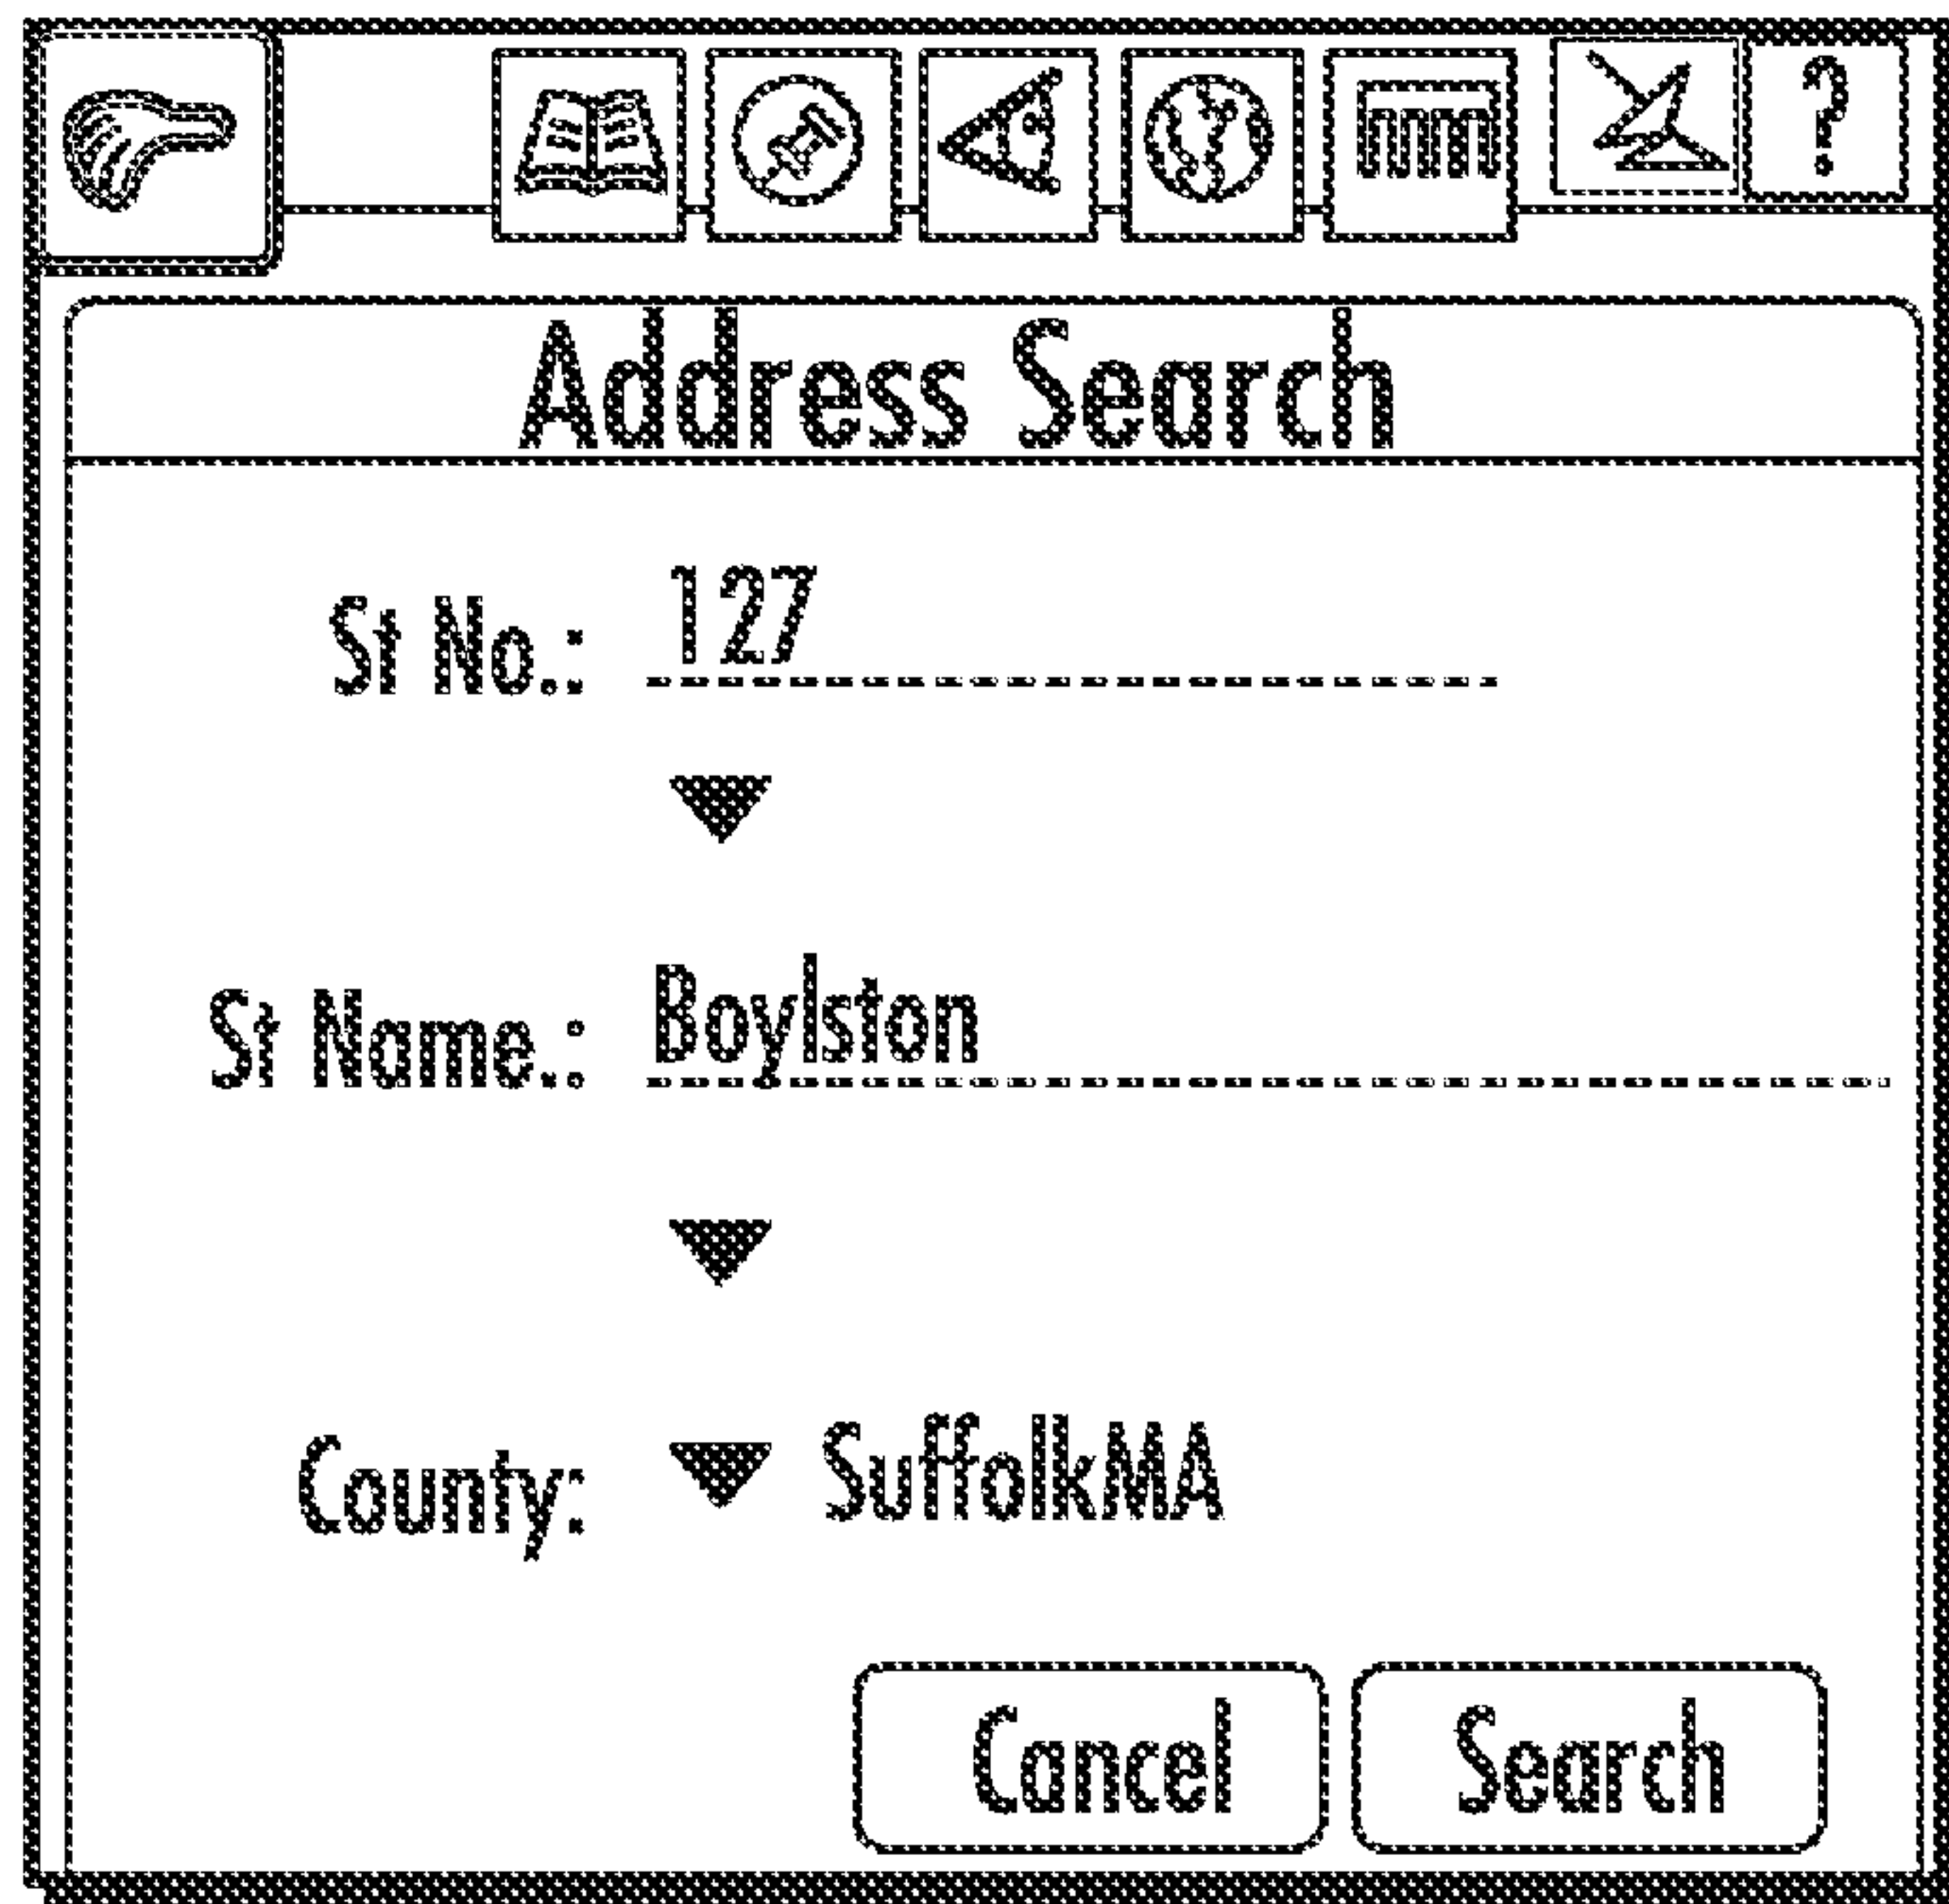 ?
Address Search
St No.: 127
St Name.: Boylston
County: SuffolkMA
Cancel Search